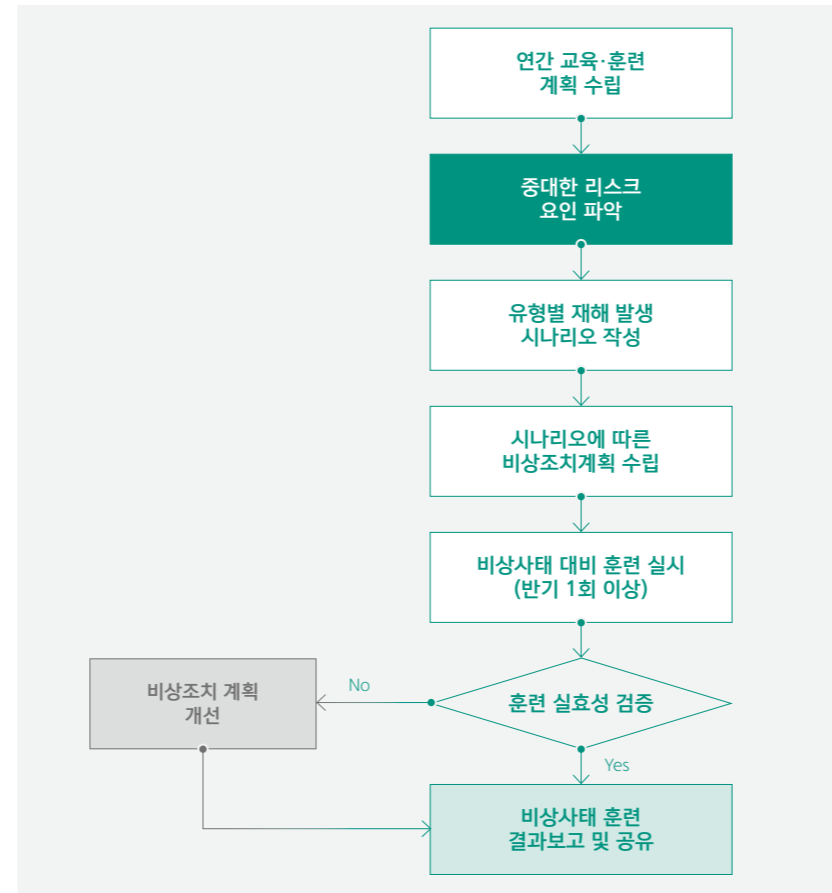 연간 교육·훈련
계획 수립
중대한 리스크
요인 파악
유형별 재해 발생
시나리오 작성
시나리오에 따른
비상조치계획 수립
비상사태 대비 훈련 실시
(반기 1회 이상)
훈련 실효성 검증
No
비상조치 계획
개선
Yes
비상사태 훈련
결과보고 및 공유